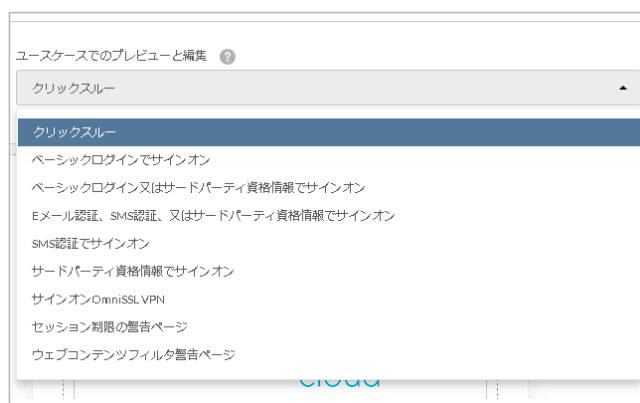 ユースケースでのプレビューと編集 ?
クリックスルー
クリックスルー
ベーシックログインでサインオン
ベーシックログイン又はサードパーティ資格情報でサインオン
Eメール認証、SMS認証、又はサードパーティ資格情報でサインオン
SMS認証でサインオン
サードパーティ資格情報でサインオン
サインオンOmniSSL VPN
セッション制限の警告ページ
ウェブコンテンツフィルタ警告ページ
cloud